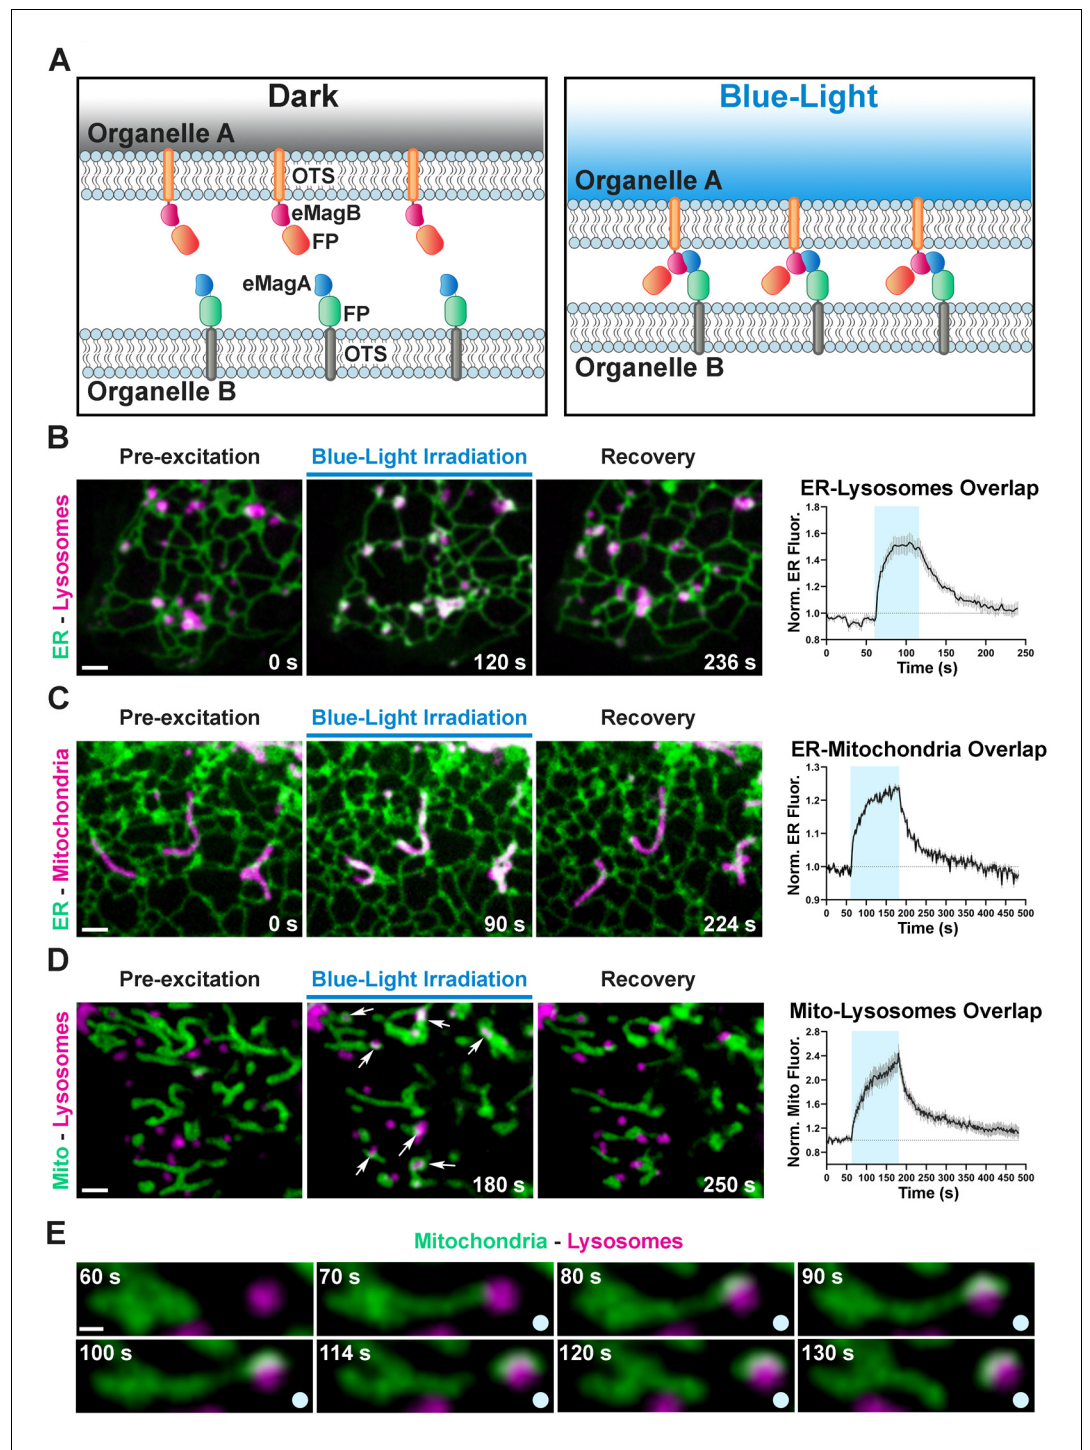 A
Dark
Organelle A
OTS
eMagB
FP
eMagA
FP
OTS
Organelle B
Blue-Light
Organelle A
Organelle B
B
Pre-excitation
Blue-Light Irradiation
Recovery
ER - Lysosomes
0 s
120 s
236 s
ER-Lysosomes Overlap
Norm. ER Fluor.
1.8
1.6
1.4
1.2
1.0
0.8
0 50 100 150 200 250
Time (s)
C
Pre-excitation
Blue-Light Irradiation
Recovery
ER - Mitochondria
0 s
90 s
224 s
ER-Mitochondria Overlap
Norm. ER Fluor.
1.3
1.2
1.1
1.0
0.9
0 50 100 150 200 250 300 350 400 450 500
Time (s)
D
Pre-excitation
Blue-Light Irradiation
Recovery
Mito - Lysosomes
180 s
250 s
Mito-Lysosomes Overlap
Norm. Mito Fluor.
2.8
2.4
2.0
1.6
1.2
0.8
0 50 100 150 200 250 300 350 400 450 500
Time (s)
E
Mitochondria - Lysosomes
60 s
70 s
80 s
90 s
100 s
114 s
120 s
130 s